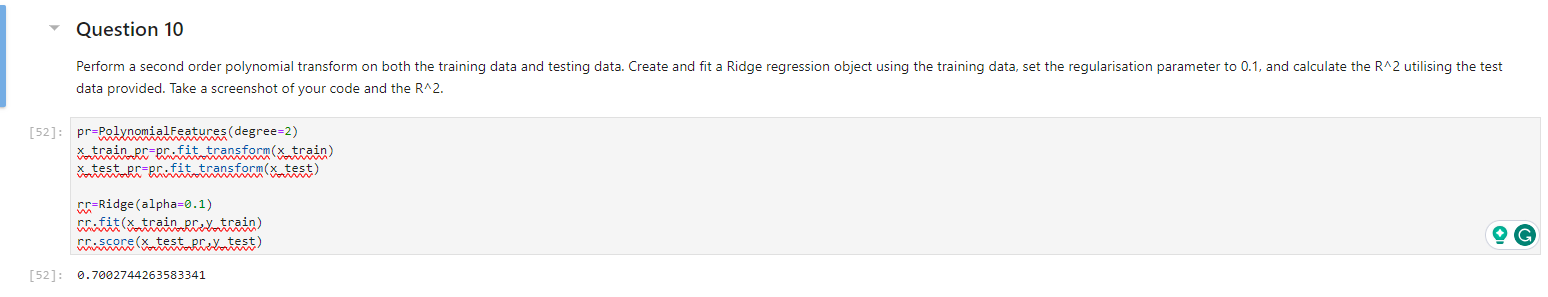 Question 10
Perform a second order polynomial transform on both the training data and testing data. Create and fit a Ridge regression object using the training data, set the regularisation parameter to 0.1, and calculate the R^2 utilising the test
data provided. Take a screenshot of your code and the R^2.
[52]: pr=PolynomialFeatures(degree=2)
x_train_pr=pr.fit_transform(x_train)
x_test_pr=pr.fit_transform(x_test)
rr=Ridge(alpha=0.1)
rr.fit(x_train_pr,y_train)
rr.score(x_test_pr,y_test)
[52]: 0.7002744263583341